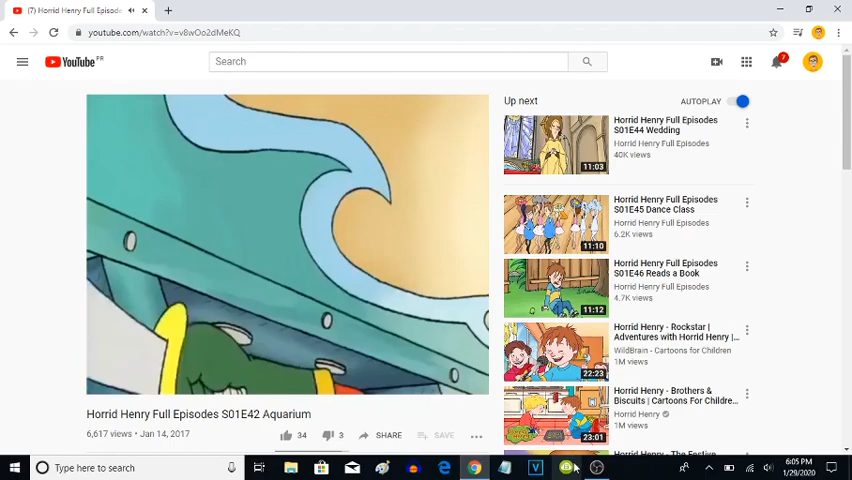 (7) Horrid Henry Full Episode
youtube.com/watch?v=v8wOo2dMeKQ
YouTube PR
Search
7
Up next
AUTOPLAY
Horrid Henry Full Episodes
S01E44 Wedding
Horrid Henry Full Episodes
40K views
11:03
Horrid Henry Full Episodes
S01E45 Dance Class
Horrid Henry Full Episodes
6.2K views
11:10
Horrid Henry Full Episodes
S01E46 Reads a Book
Horrid Henry Full Episodes
4.7K views
11:12
Horrid Henry - Rockstar |
Adventures with Horrid Henry |...
WildBrain - Cartoons for Children
1M views
22:23
Horrid Henry - Brothers &
Biscuits | Cartoons For Childre...
Horrid Henry
1M views
23:01
Horrid Henry - The Festive
Horrid Henry Full Episodes S01E42 Aquarium
6,617 views • Jan 14, 2017
34
3
SHARE
SAVE
Type here to search
6:05 PM
1/29/2020